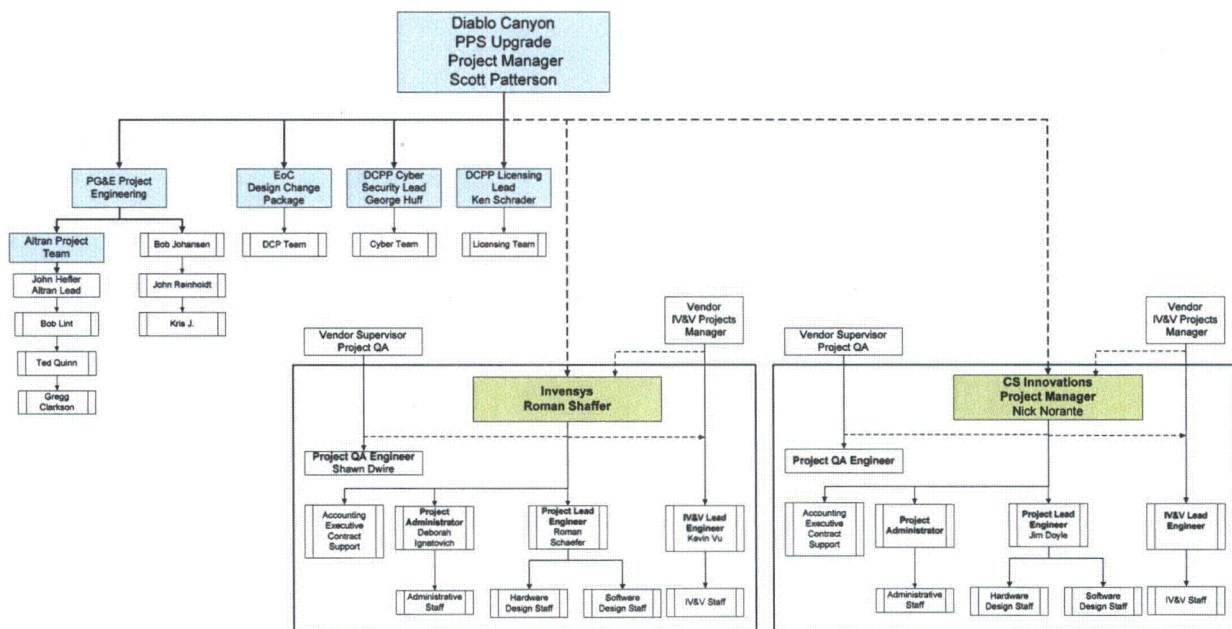 Diablo Canyon
PPS Upgrade
Project Manager
Scott Patterson
PG&E Project
Engineering
EoC
Design Change
Package
DCPP Cyber
Security Lead
George Huff
DCPP Licensing
Lead
Ken Schrader
Altran Project
Team
Bob Johansen
DCP Team
Cyber Team
Licensing Team
John Hefler
Altran Lead
John Reinholdt
Bob Lint
Kris J.
Ted Quinn
Gregg
Clarkson
Vendor Supervisor
Project QA
Vendor
IV&V Projects
Manager
Vendor Supervisor
Project QA
Vendor
IV&V Projects
Manager
Invensys
Roman Shaffer
CS Innovations
Project Manager
Nick Norante
Project QA Engineer
Shawn Dwire
Project QA Engineer
Accounting
Executive
Contract
Support
Project
Administrator
Deborah
Ignatovich
Project Lead
Engineer
Roman
Schaefer
IV&V Lead
Engineer
Kevin Vu
Accounting
Executive
Contract
Support
Project
Administrator
Project Lead
Engineer
Jim Doyle
IV&V Lead
Engineer
Administrative
Staff
Hardware
Design Staff
Software
Design Staff
IV&V Staff
Administrative
Staff
Hardware
Design Staff
Software
Design Staff
IV&V Staff